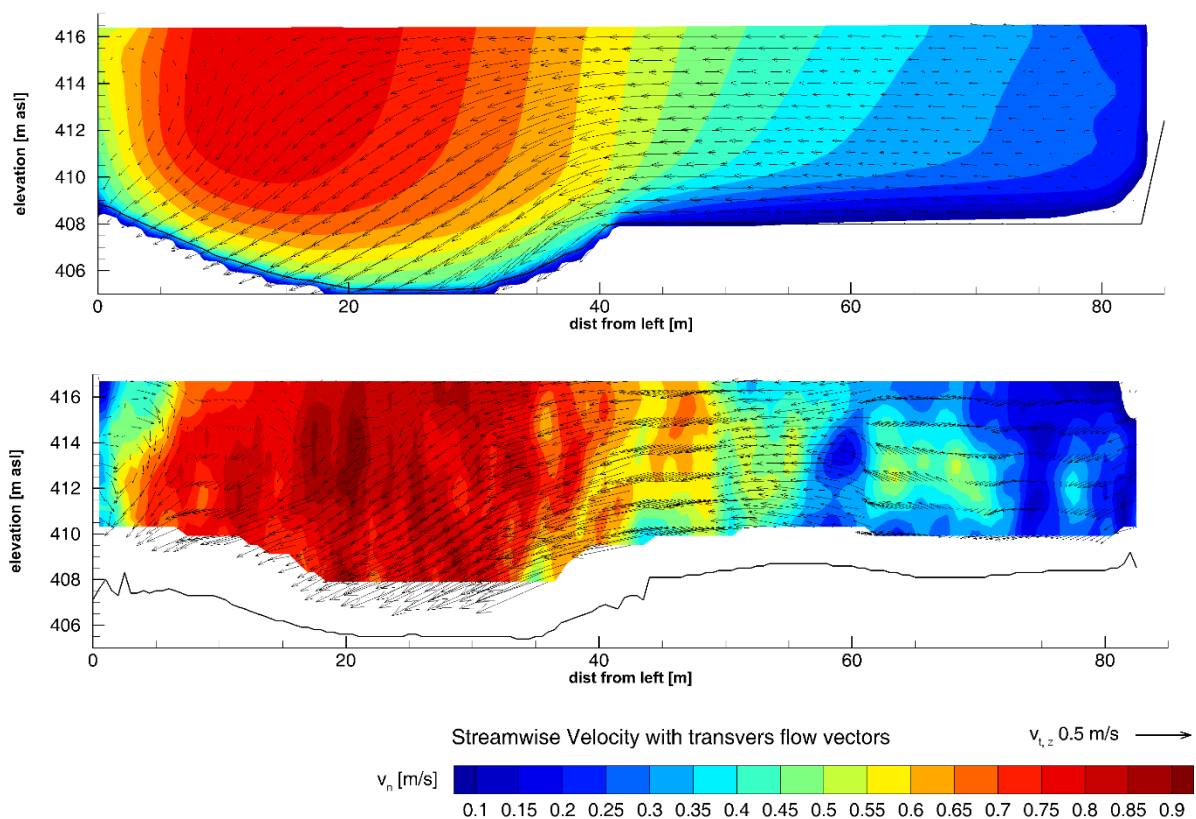 416
414
412
410
408
406
elevation [m asl]
0 20 40 60 80
dist from left [m]
416
414
412
410
408
406
elevation [m asl]
0 20 40 60 80
dist from left [m]
Streamwise Velocity with transvers flow vectors
v t, z 0.5 m/s
v n [m/s]
0.1 0.15 0.2 0.25 0.3 0.35 0.4 0.45 0.5 0.55 0.6 0.65 0.7 0.75 0.8 0.85 0.9